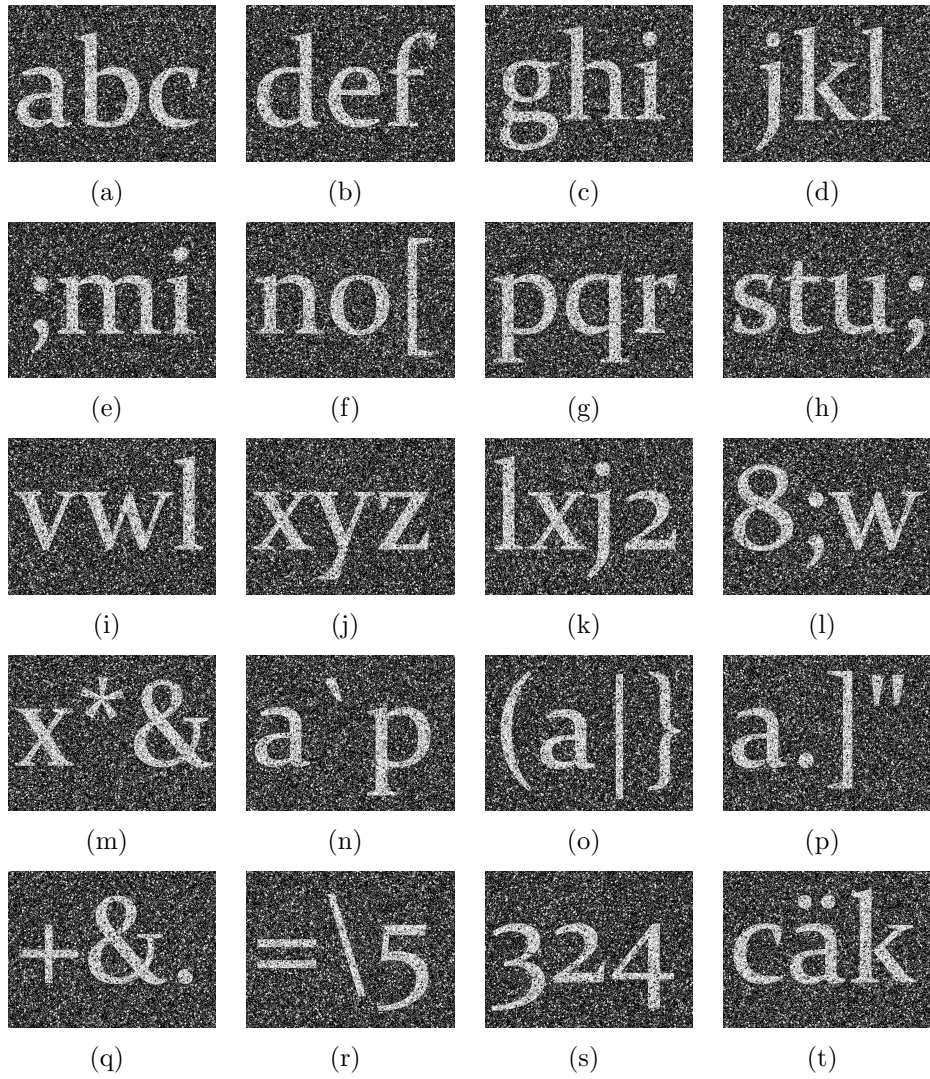 abc def ghi jkl
(a) (b) (c) (d)
;mi no[ pqr stu;
(e) (f) (g) (h)
vwl xyz lxj2 8;w
(i) (j) (k) (l)
x*& a`p (a|} a.]"
(m) (n) (o) (p)
+&. =\5 324 cäk
(q) (r) (s) (t)